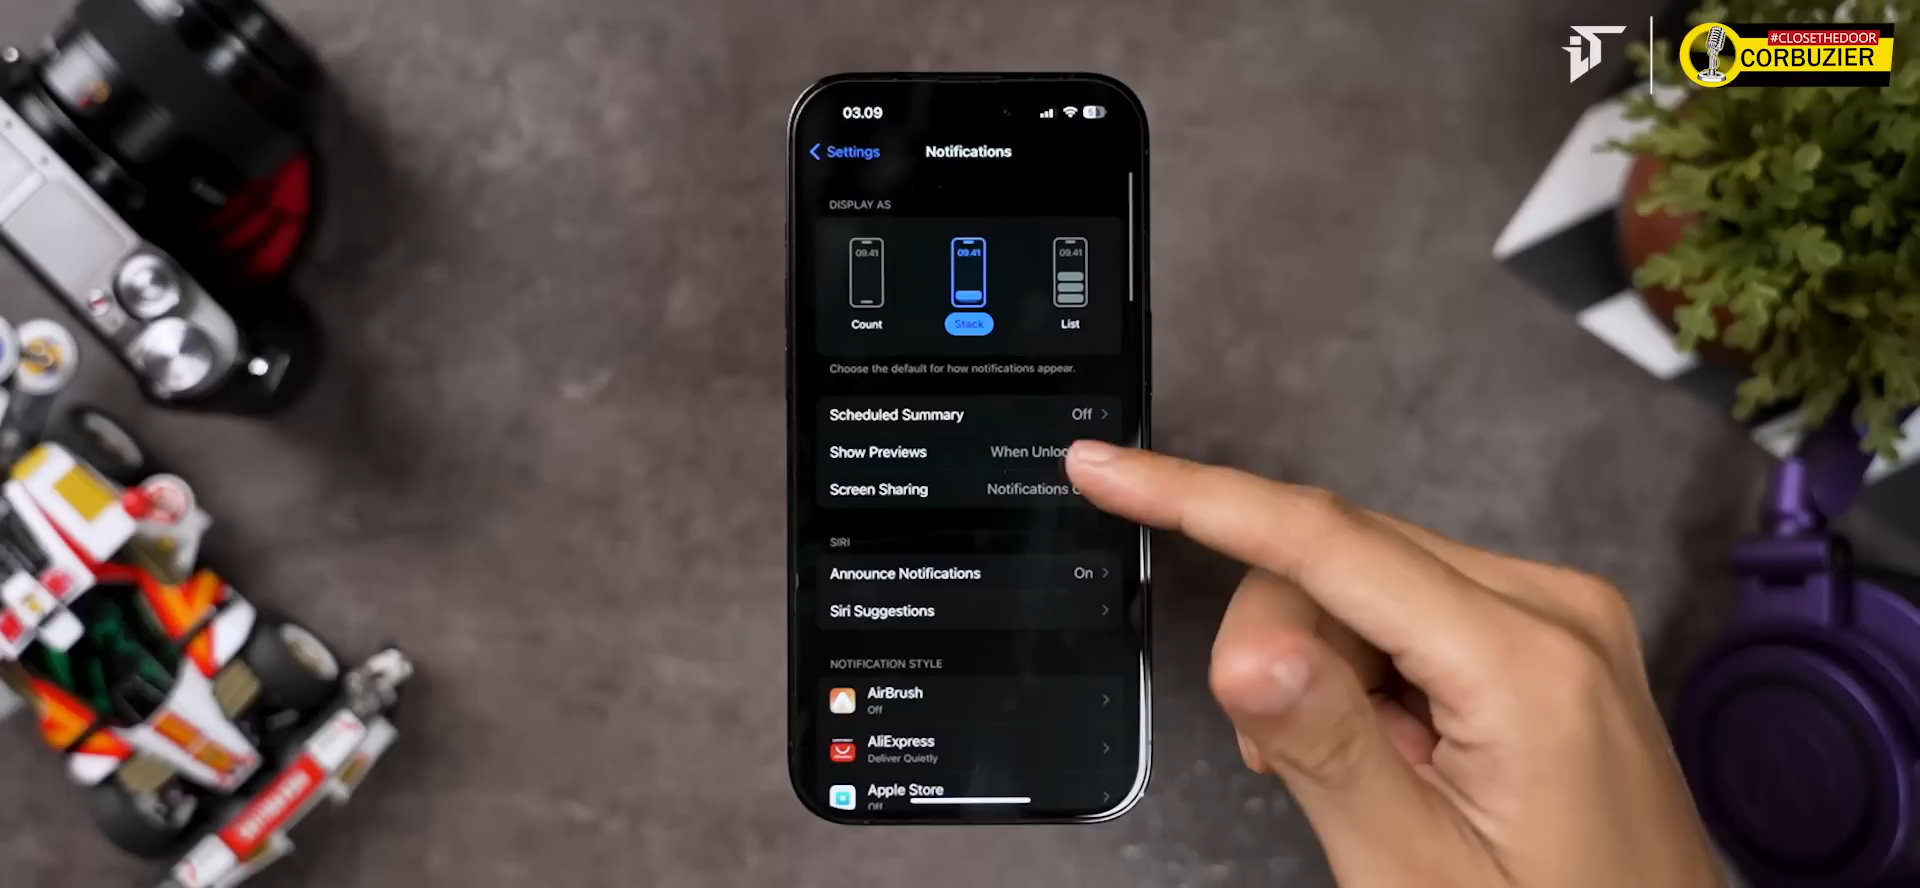 #CLOSETHEDOOR
CORBUZIER
03.09
Settings
Notifications
DISPLAY AS
09.41
09.41
09.41
Count
Stack
List
Choose the default for how notifications appear.
Scheduled Summary
Off
Show Previews
When
Screen Sharing
Notifications
SIRI
Announce Notifications
On
Siri Suggestions
NOTIFICATION STYLE
AirBrush
Off
AliExpress
Deliver Quietly
Apple Store
Off